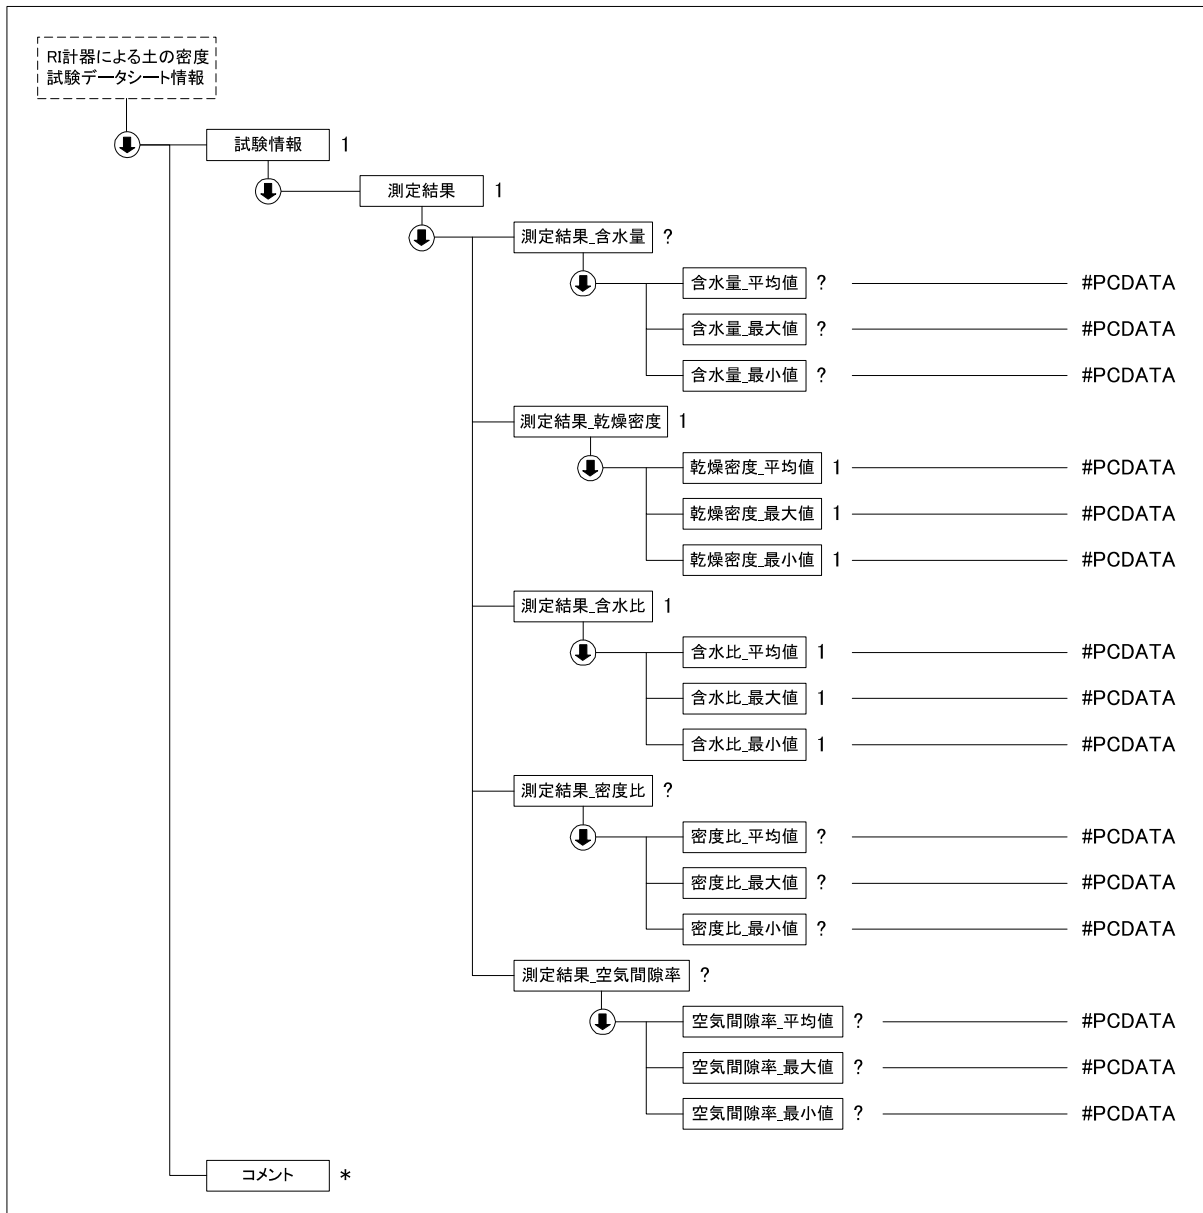 RI計器による土の密度
試験データシート情報
試験情報 1
測定結果 1
測定結果_含水量 ?
含水量_平均値 ? #PCDATA
含水量_最大値 ? #PCDATA
含水量_最小値 ? #PCDATA
測定結果_乾燥密度 1
乾燥密度_平均値 1 #PCDATA
乾燥密度_最大値 1 #PCDATA
乾燥密度_最小値 1 #PCDATA
測定結果_含水比 1
含水比_平均値 1 #PCDATA
含水比_最大値 1 #PCDATA
含水比_最小値 1 #PCDATA
測定結果_密度比 ?
密度比_平均値 ? #PCDATA
密度比_最大値 ? #PCDATA
密度比_最小値 ? #PCDATA
測定結果_空気間隙率 ?
空気間隙率_平均値 ? #PCDATA
空気間隙率_最大値 ? #PCDATA
空気間隙率_最小値 ? #PCDATA
コメント *